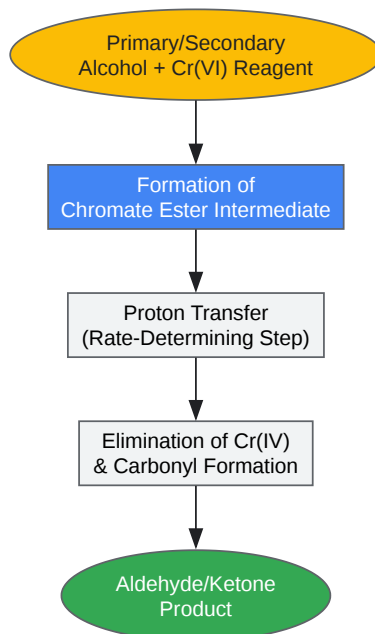 Primary/Secondary
Alcohol + Cr(VI) Reagent
Formation of
Chromate Ester Intermediate
Proton Transfer
(Rate-Determining Step)
Elimination of Cr(IV)
& Carbonyl Formation
Aldehyde/Ketone
Product